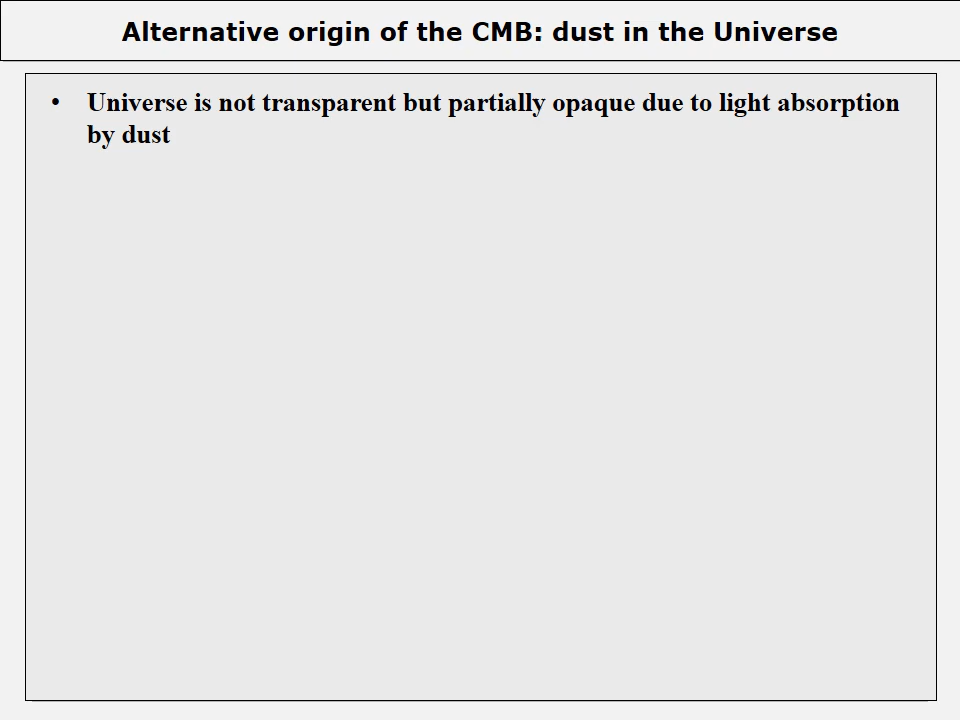 Alternative origin of the CMB: dust in the Universe
• Universe is not transparent but partially opaque due to light absorption
by dust